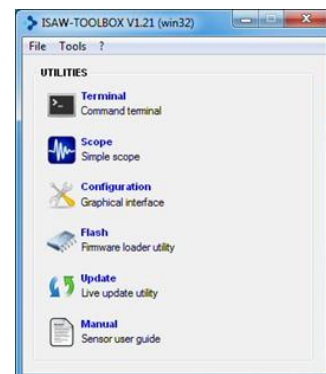 ISAW-TOOLBOX V1.21 (win32)
File Tools ?
UTILITIES
Terminal
Command terminal
Scope
Simple scope
Configuration
Graphical interface
Flash
Firmware loader utility
Update
Live update utility
Manual
Sensor user guide